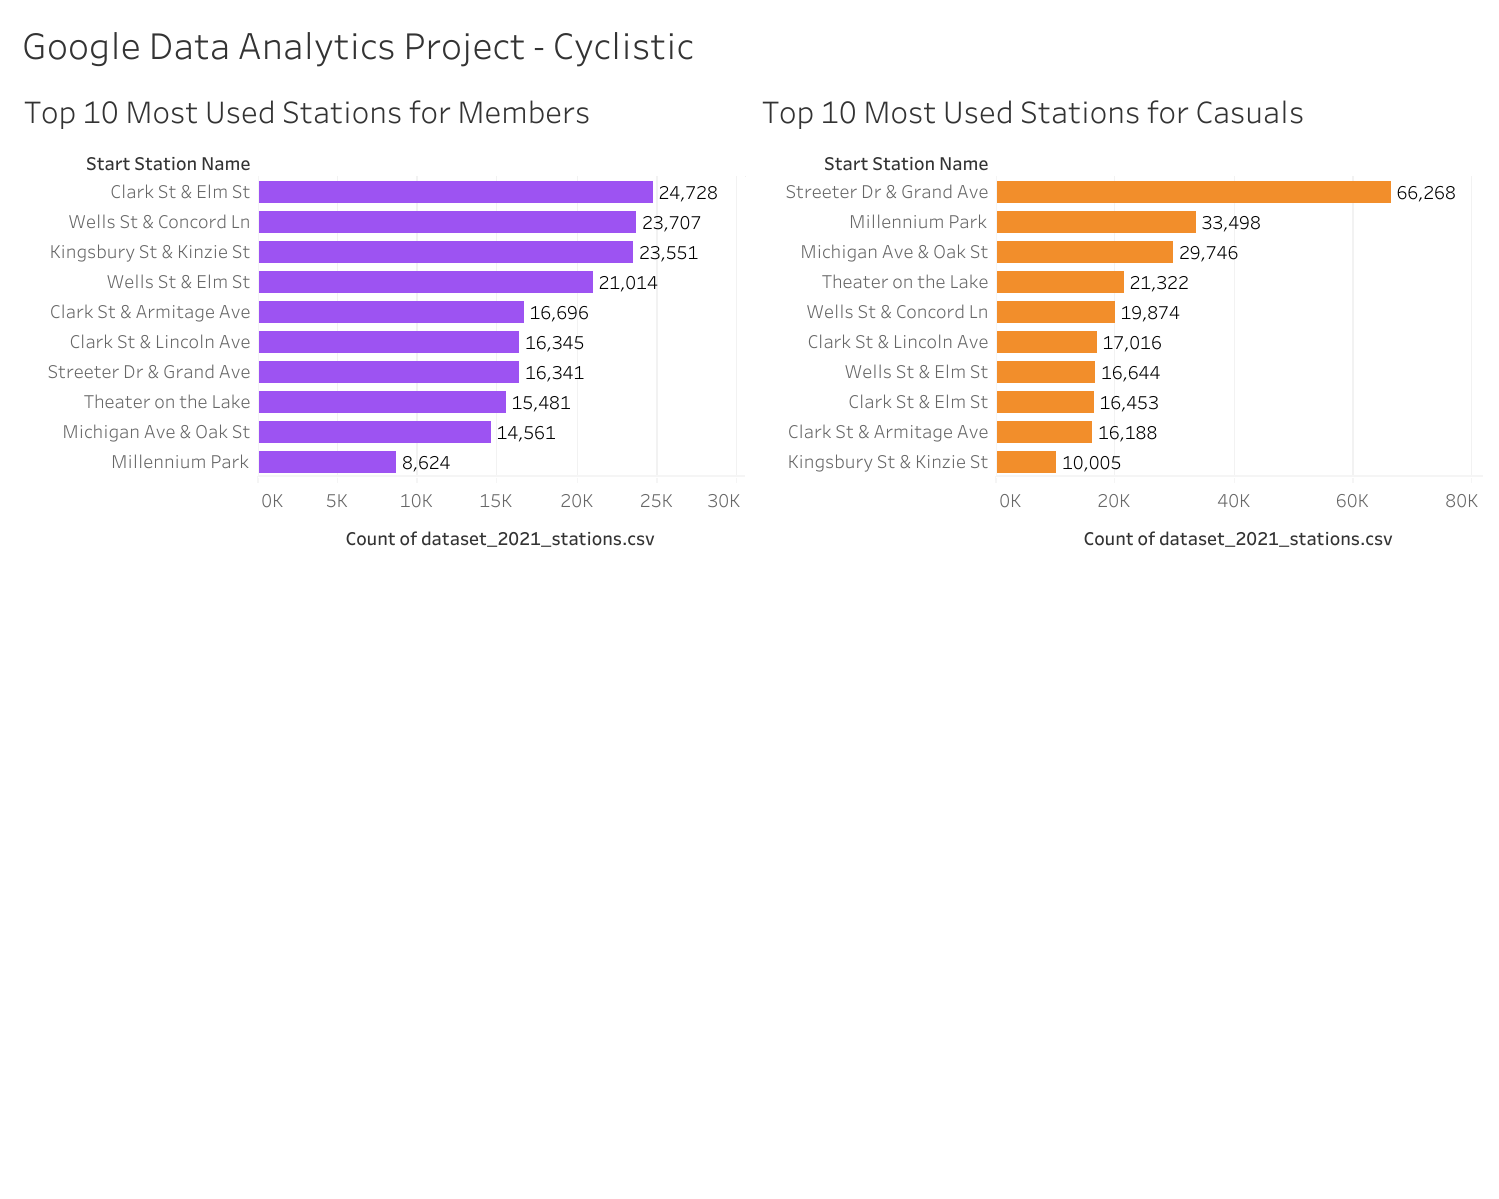 Google Data Analytics Project - Cyclistic
Top 10 Most Used Stations for Members
Start Station Name
Clark St & Elm St 24,728
Wells St & Concord Ln 23,707
Kingsbury St & Kinzie St 23,551
Wells St & Elm St 21,014
Clark St & Armitage Ave 16,696
Clark St & Lincoln Ave 16,345
Streeter Dr & Grand Ave 16,341
Theater on the Lake 15,481
Michigan Ave & Oak St 14,561
Millennium Park 8,624
0K 5K 10K 15K 20K 25K 30K
Count of dataset_2021_stations.csv
Top 10 Most Used Stations for Casuals
Start Station Name
Streeter Dr & Grand Ave 66,268
Millennium Park 33,498
Michigan Ave & Oak St 29,746
Theater on the Lake 21,322
Wells St & Concord Ln 19,874
Clark St & Lincoln Ave 17,016
Wells St & Elm St 16,644
Clark St & Elm St 16,453
Clark St & Armitage Ave 16,188
Kingsbury St & Kinzie St 10,005
0K 20K 40K 60K 80K
Count of dataset_2021_stations.csv